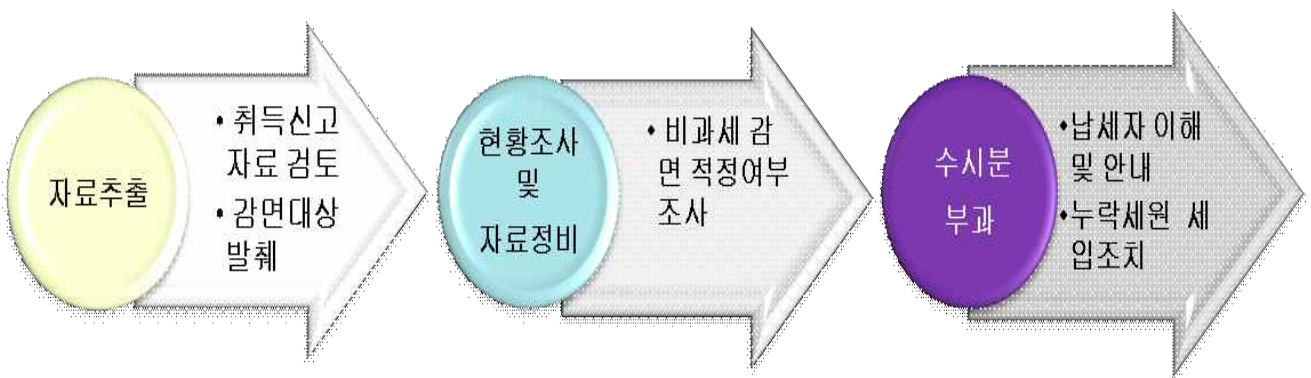 자료추출
• 취득신고
자료 검토
• 감면대상
발췌
현황조사
및
자료정비
• 비과세 감
면 적정여부
조사
수시분
부과
•납세자 이해
및 안내
•누락세원 세
입조치